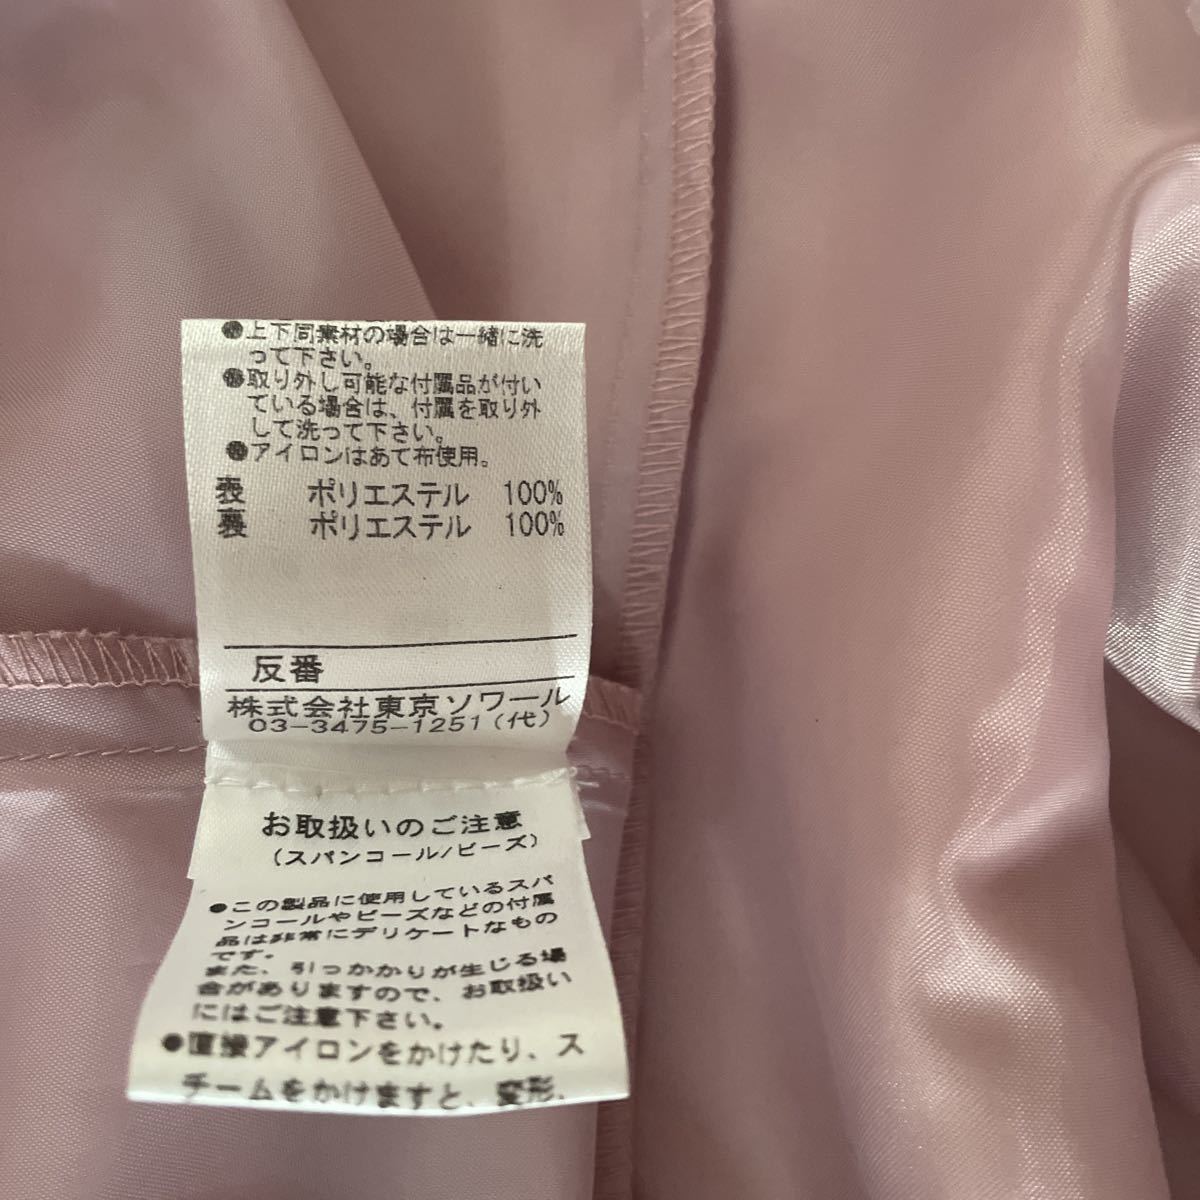 ●上下同素材の場合は一緒に洗
って下さい。
●取り外し可能な付属品が付い
ている場合は、付属を取り外
して洗って下さい。
●アイロンはあて布使用。
表 ポリエステル 100%
裏 ポリエステル 100%
反番
株式会社東京ソワール
03-3475-1251(代)
お取扱いのご注意
(スパンコール/ビーズ)
●この製品に使用しているスパ
ンコールやビーズなどの付属
品は非常にデリケートなもの
です。
また、引っかかりが生じる場
合がありますので、お取扱い
にはご注意下さい。
●直接アイロンをかけたり、ス
チームをかけますと、変形、